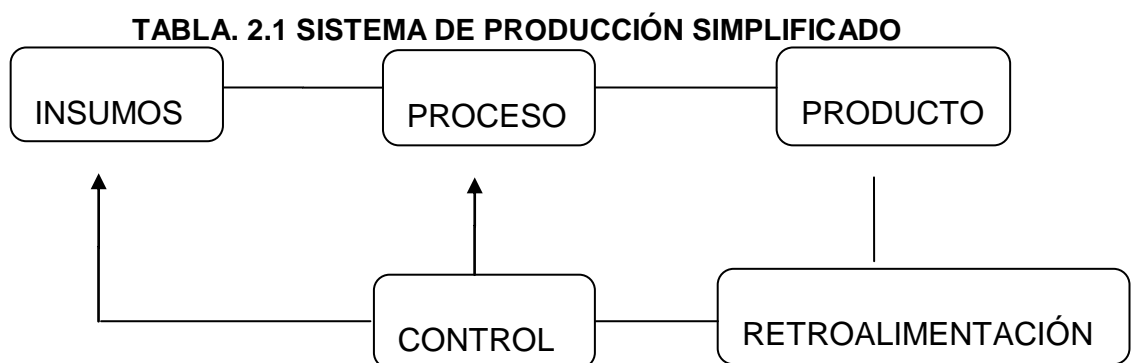 TABLA. 2.1 SISTEMA DE PRODUCCIÓN SIMPLIFICADO
INSUMOS
PROCESO
PRODUCTO
CONTROL
RETROALIMENTACIÓN